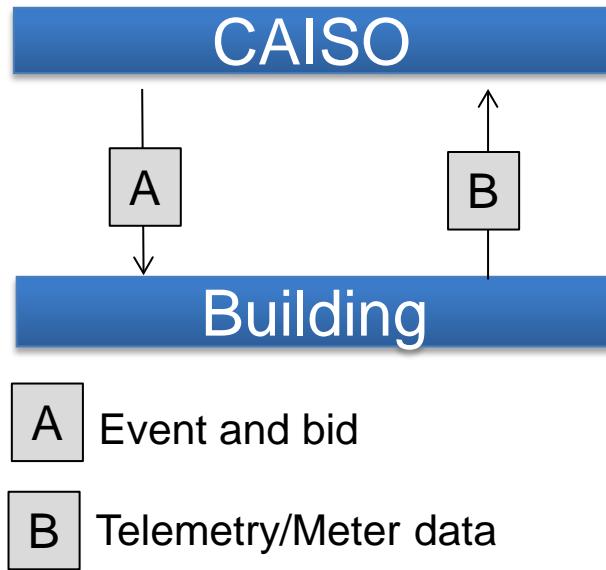 CAISO
A
B
Building
A Event and bid
B Telemetry/Meter data